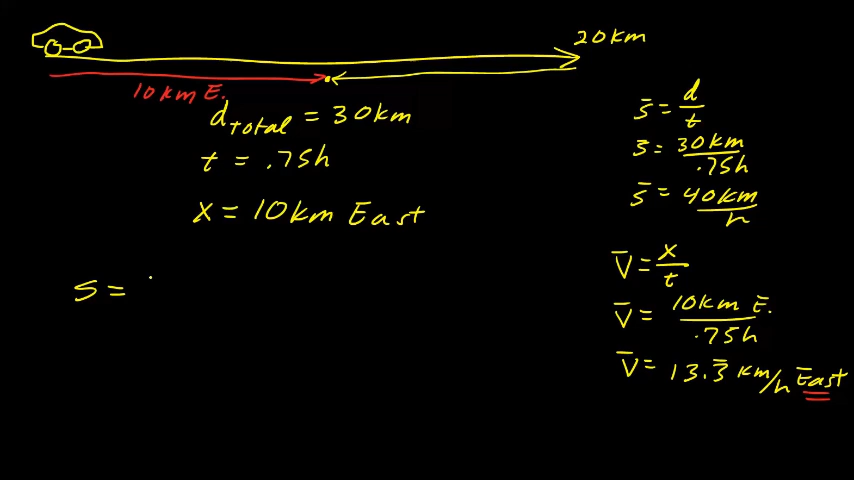 20km
10km E.
d total = 30km
t = .75h
x = 10km East
s =
s̄ = d/t
s̄ = 30km/.75h
s̄ = 40km/h
v̄ = x/t
v̄ = 10km E./.75h
v̄ = 13.3̄ km/h East